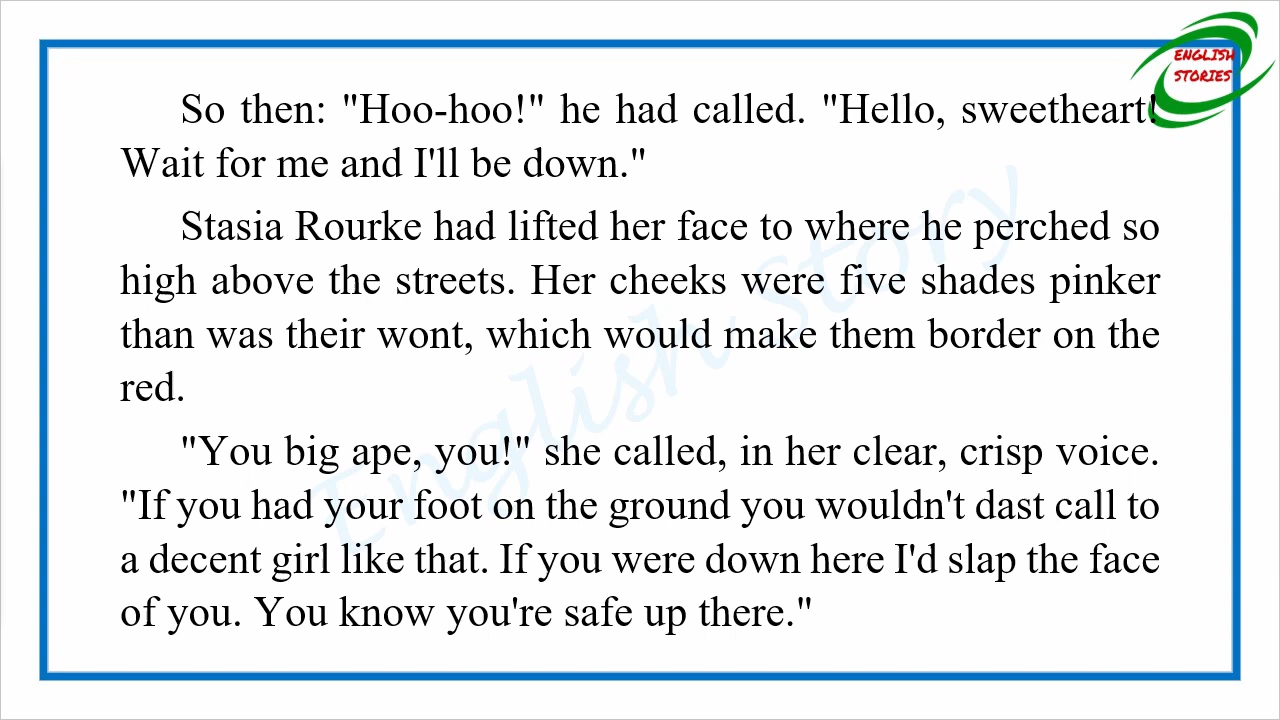 ENGLISH
STORIES
So then: "Hoo-hoo!" he had called. "Hello, sweetheart!
Wait for me and I'll be down."
Stasia Rourke had lifted her face to where he perched so
high above the streets. Her cheeks were five shades pinker
than was their wont, which would make them border on the
red.
"You big ape, you!" she called, in her clear, crisp voice.
"If you had your foot on the ground you wouldn't dast call to
a decent girl like that. If you were down here I'd slap the face
of you. You know you're safe up there."
English Story